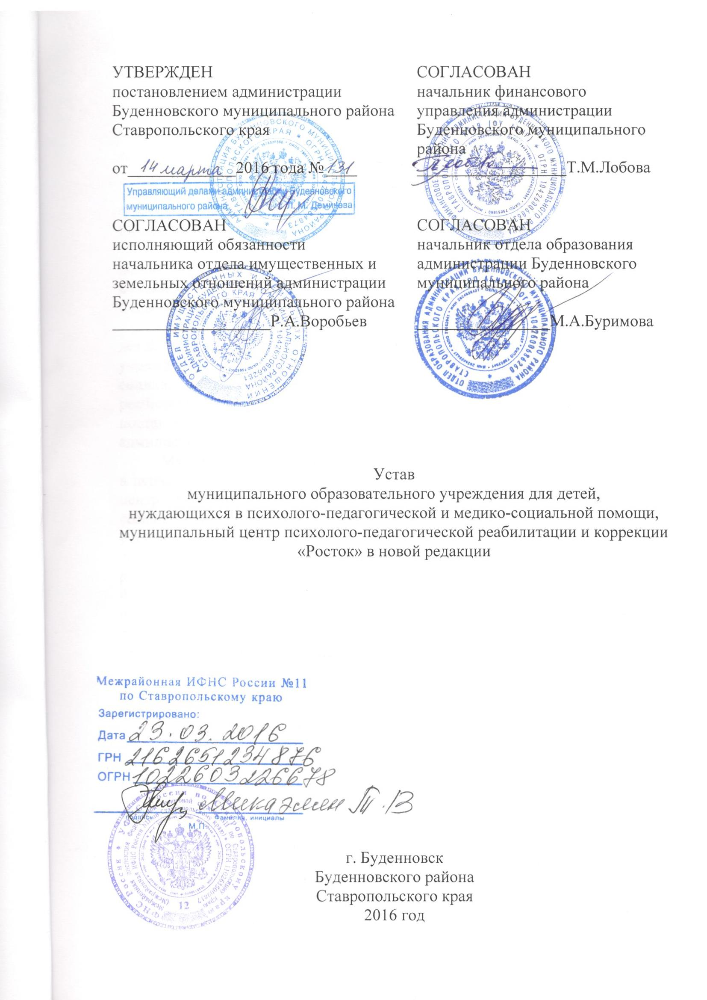 УТВЕРЖДЕН
постановлением администрации
Буденновского муниципального района
Ставропольского края
от 14 марта 2016 года № 131
Управляющий делами администрации Буденновского
муниципального района Л. М. Демичева
СОГЛАСОВАН
начальник финансового
управления администрации
Буденновского муниципального
района
Т.М.Лобова
СОГЛАСОВАН
исполняющий обязанности
начальника отдела имущественных и
земельных отношений администрации
Буденновского муниципального района
Р.А.Воробьев
СОГЛАСОВАН
начальник отдела образования
администрации Буденновского
муниципального района
М.А.Буримова
Устав
муниципального образовательного учреждения для детей,
нуждающихся в психолого-педагогической и медико-социальной помощи,
муниципальный центр психолого-педагогической реабилитации и коррекции
«Росток» в новой редакции
Межрайонная ИФНС России №11
по Ставропольскому краю
Зарегистрировано:
Дата 23.03.2016
ГРН 2162651234876
ОГРН 1022603226678
Микаэлян Т.В
подпись Фамилия, инициалы
М.П.
12
г. Буденновск
Буденновского района
Ставропольского края
2016 год